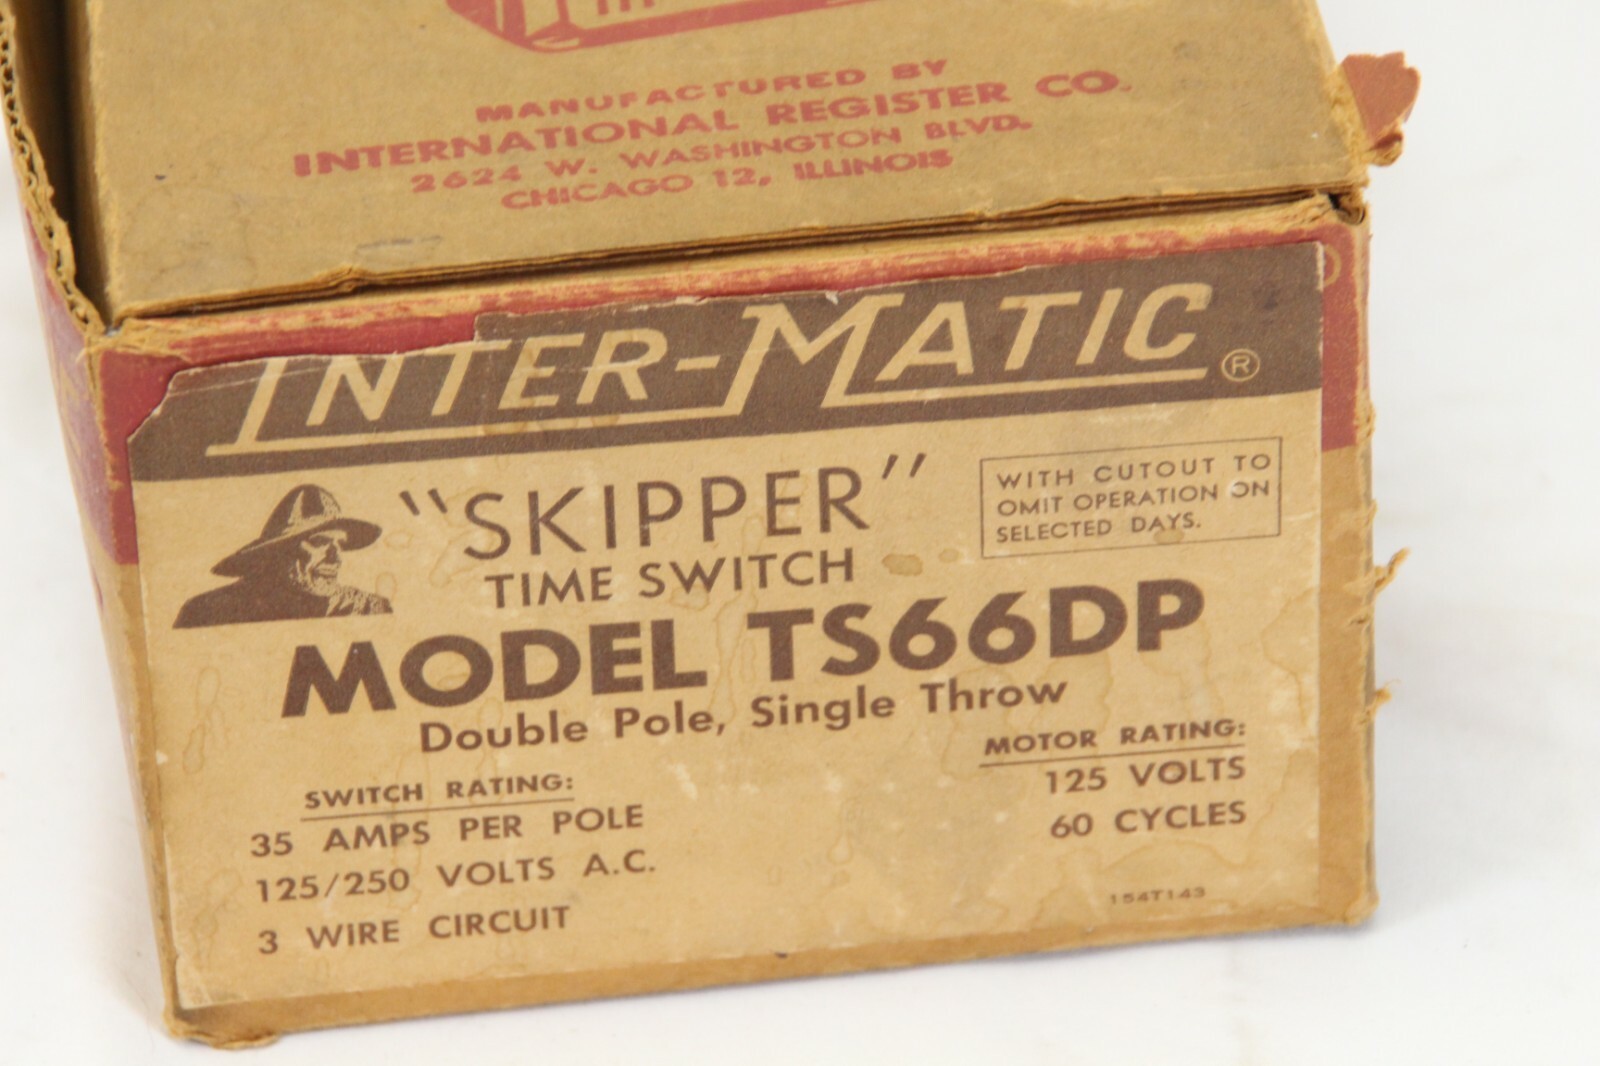 MANUFACTURED BY
INTERNATIONAL REGISTER CO.
2624 W. WASHINGTON BLVD.
CHICAGO 12, ILLINOIS
INTER-MATIC ®
"SKIPPER"
TIME SWITCH
WITH CUTOUT TO
OMIT OPERATION ON
SELECTED DAYS.
MODEL TS66DP
Double Pole, Single Throw
SWITCH RATING:
35 AMPS PER POLE
125/250 VOLTS A.C.
3 WIRE CIRCUIT
MOTOR RATING:
125 VOLTS
60 CYCLES
154T143